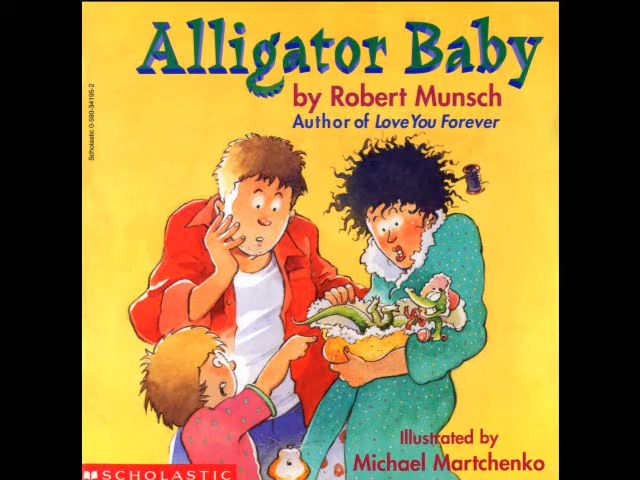 Alligator Baby
by Robert Munsch
Author of Love You Forever
Scholastic 0-590-34195-2
Illustrated by
Michael Martchenko
SCHOLASTIC